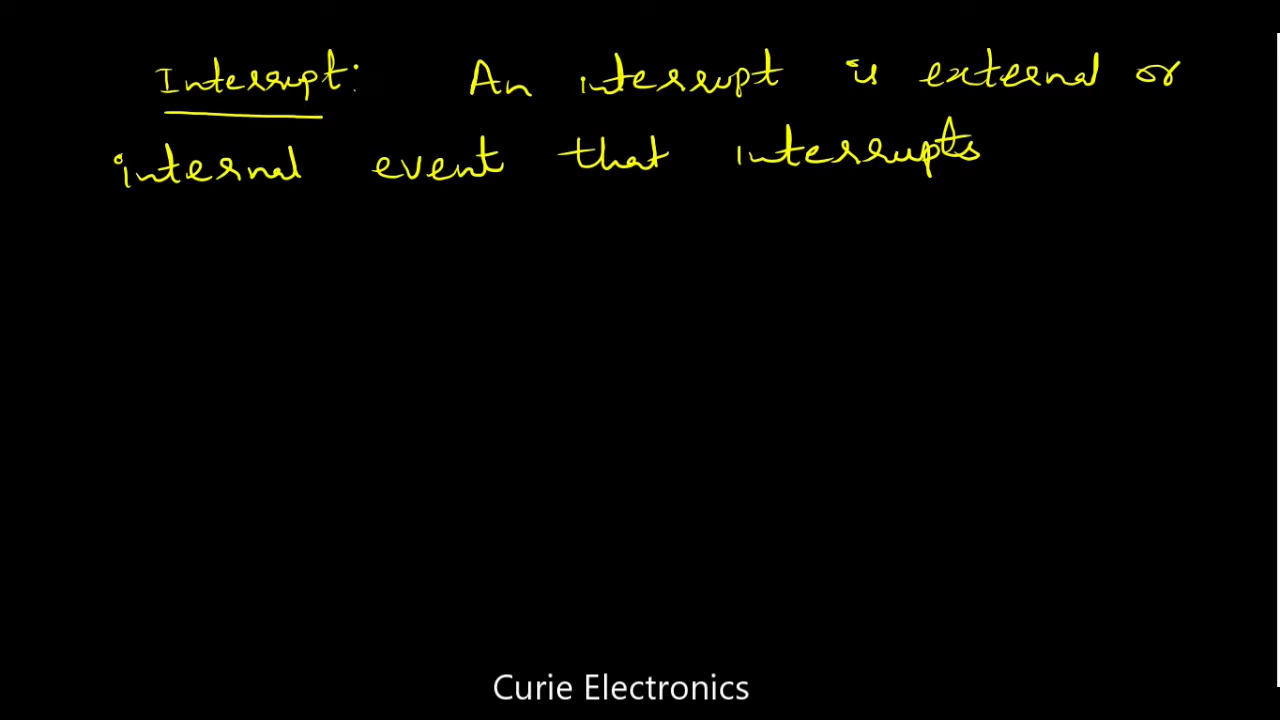 Interrupt: An interrupt is external or
internal event that interrupts
Curie Electronics